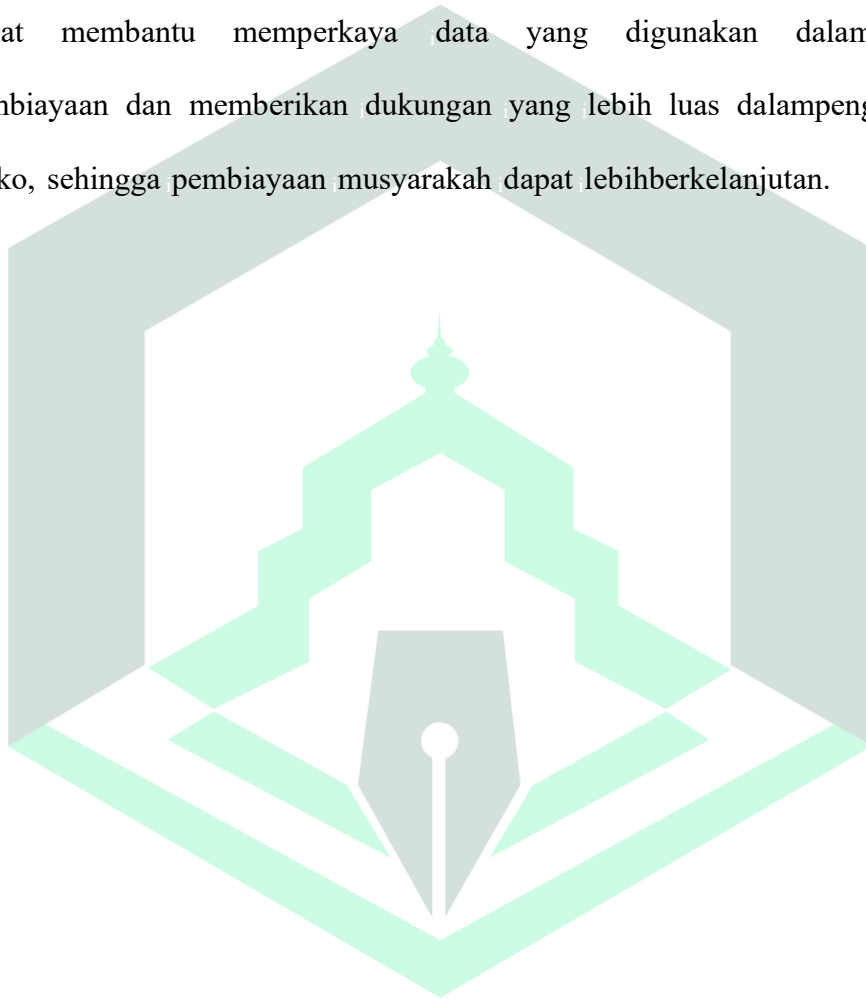 at membantu memperkaya data yang digunakan dalam
biayaan dan memberikan dukungan yang lebih luas dalampeng
ko, sehingga pembiayaan musyarakah dapat lebihberkelanjutan.